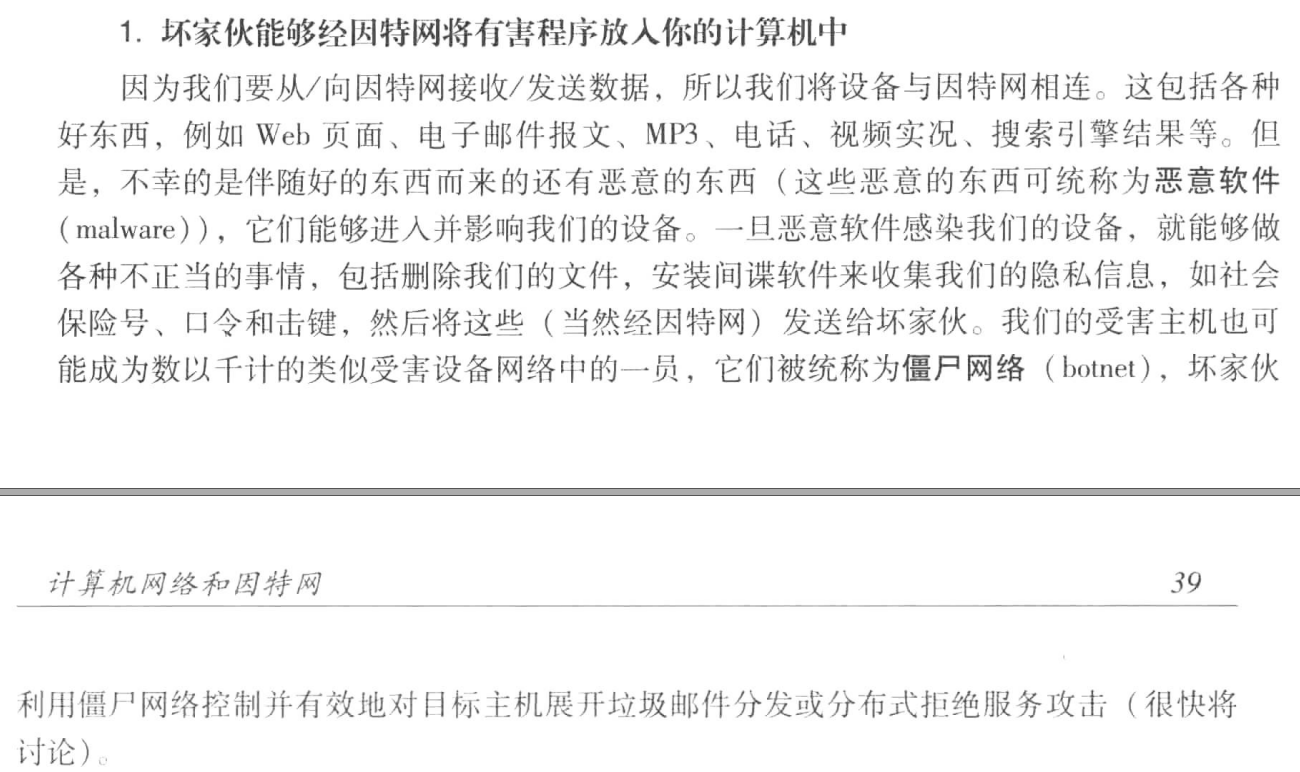 1. 坏家伙能够经因特网将有害程序放入你的计算机中
因为我们要从/向因特网接收/发送数据，所以我们将设备与因特网相连。这包括各种
好东西，例如 Web 页面、电子邮件报文、MP3、电话、视频实况、搜索引擎结果等。但
是，不幸的是伴随好的东西而来的还有恶意的东西（这些恶意的东西可统称为恶意软件
（malware）），它们能够进入并影响我们的设备。一旦恶意软件感染我们的设备，就能够做
各种不正当的事情，包括删除我们的文件，安装间谍软件来收集我们的隐私信息，如社会
保险号、口令和击键，然后将这些（当然经因特网）发送给坏家伙。我们的受害主机也可
能成为数以千计的类似受害设备网络中的一员，它们被统称为僵尸网络（botnet），坏家伙
计算机网络和因特网 39
利用僵尸网络控制并有效地对目标主机展开垃圾邮件分发或分布式拒绝服务攻击（很快将
讨论）。